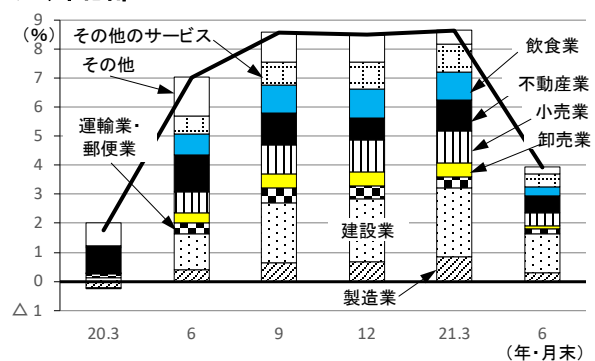 (%)
9
8
7
6
5
4
3
2
1
0
△ 1
その他のサービス
その他
運輸業・
郵便業
飲食業
不動産業
小売業
卸売業
建設業
製造業
20.3 6 9 12 21.3 6
(年・月末)